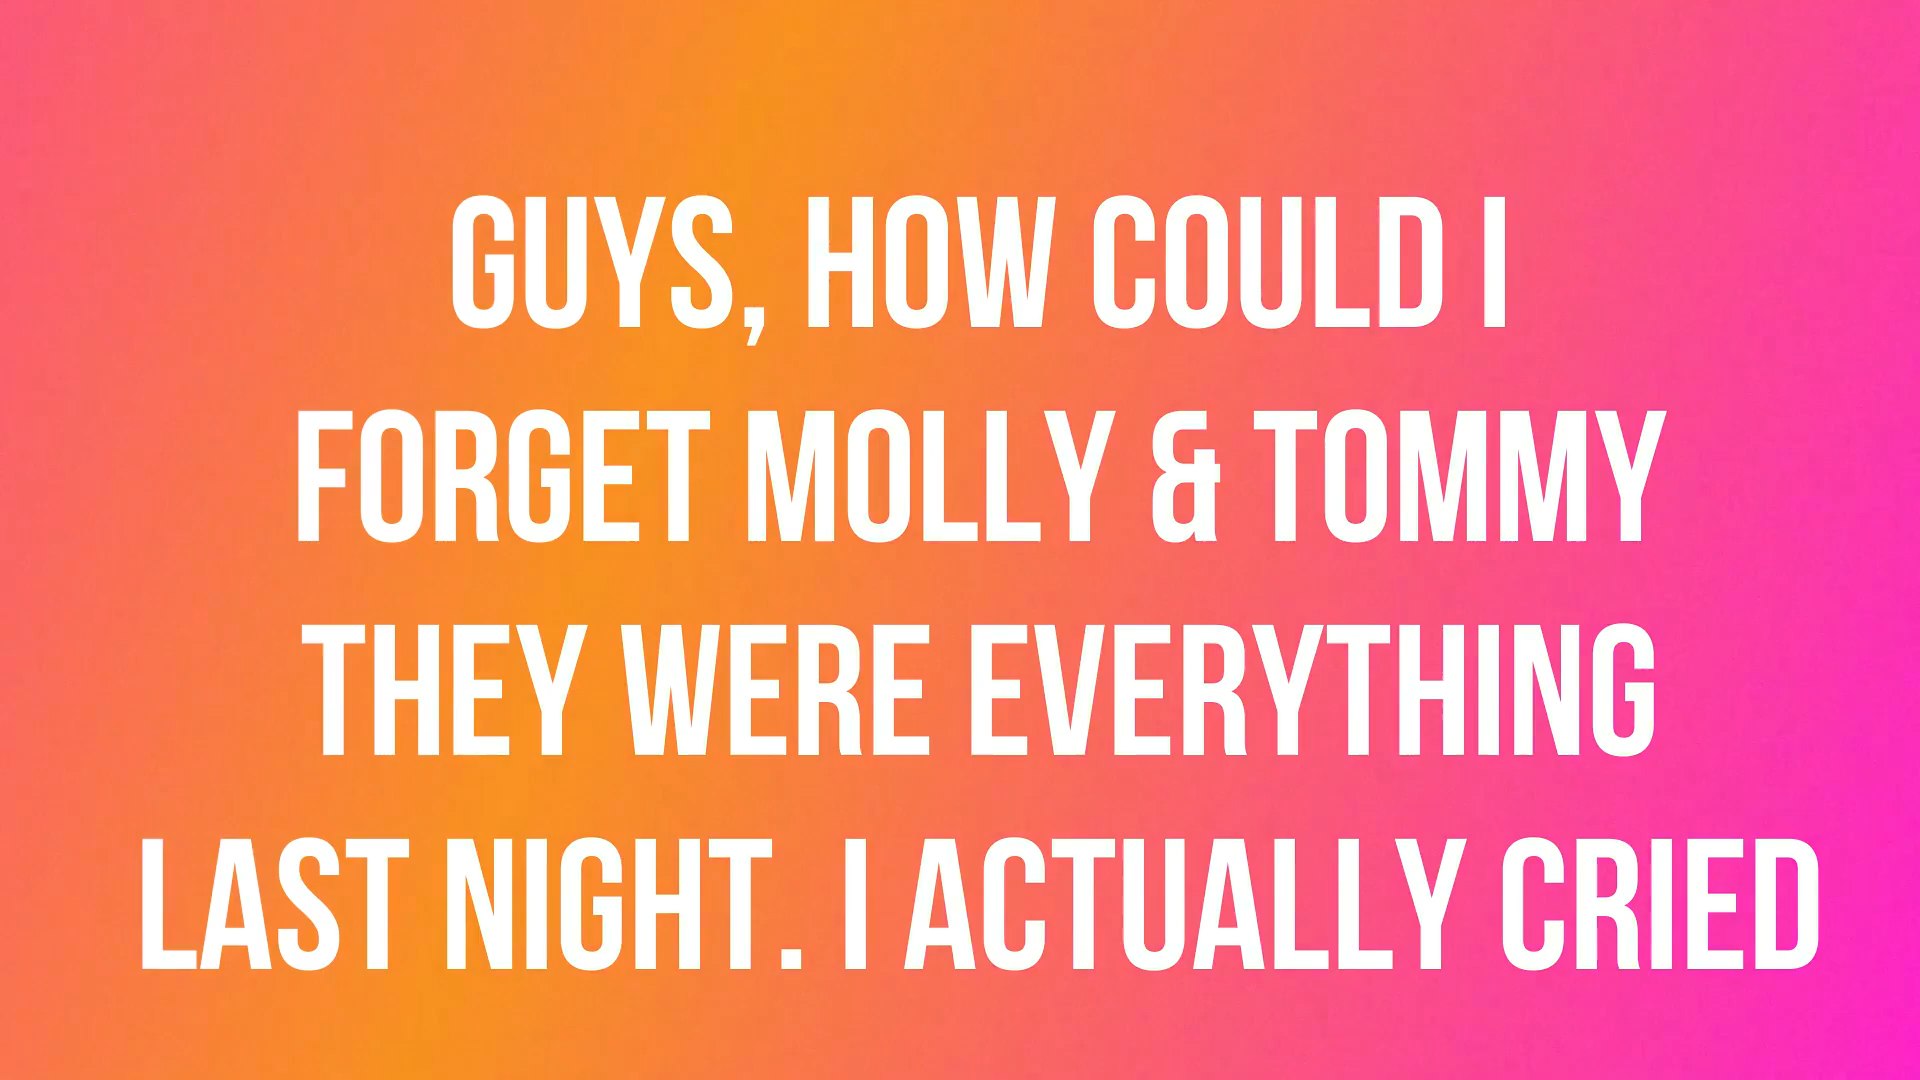 GUYS, HOW COULD I
FORGET MOLLY & TOMMY
THEY WERE EVERYTHING
LAST NIGHT. I ACTUALLY CRIED